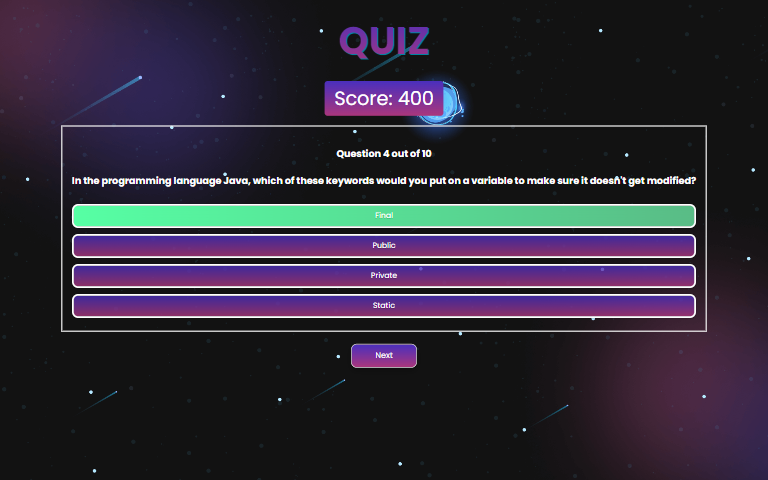 QUIZ
Score: 400
Question 4 out of 10
In the programming language Java, which of these keywords would you put on a variable to make sure it doesn't get modified?
Final
Public
Private
Static
Next